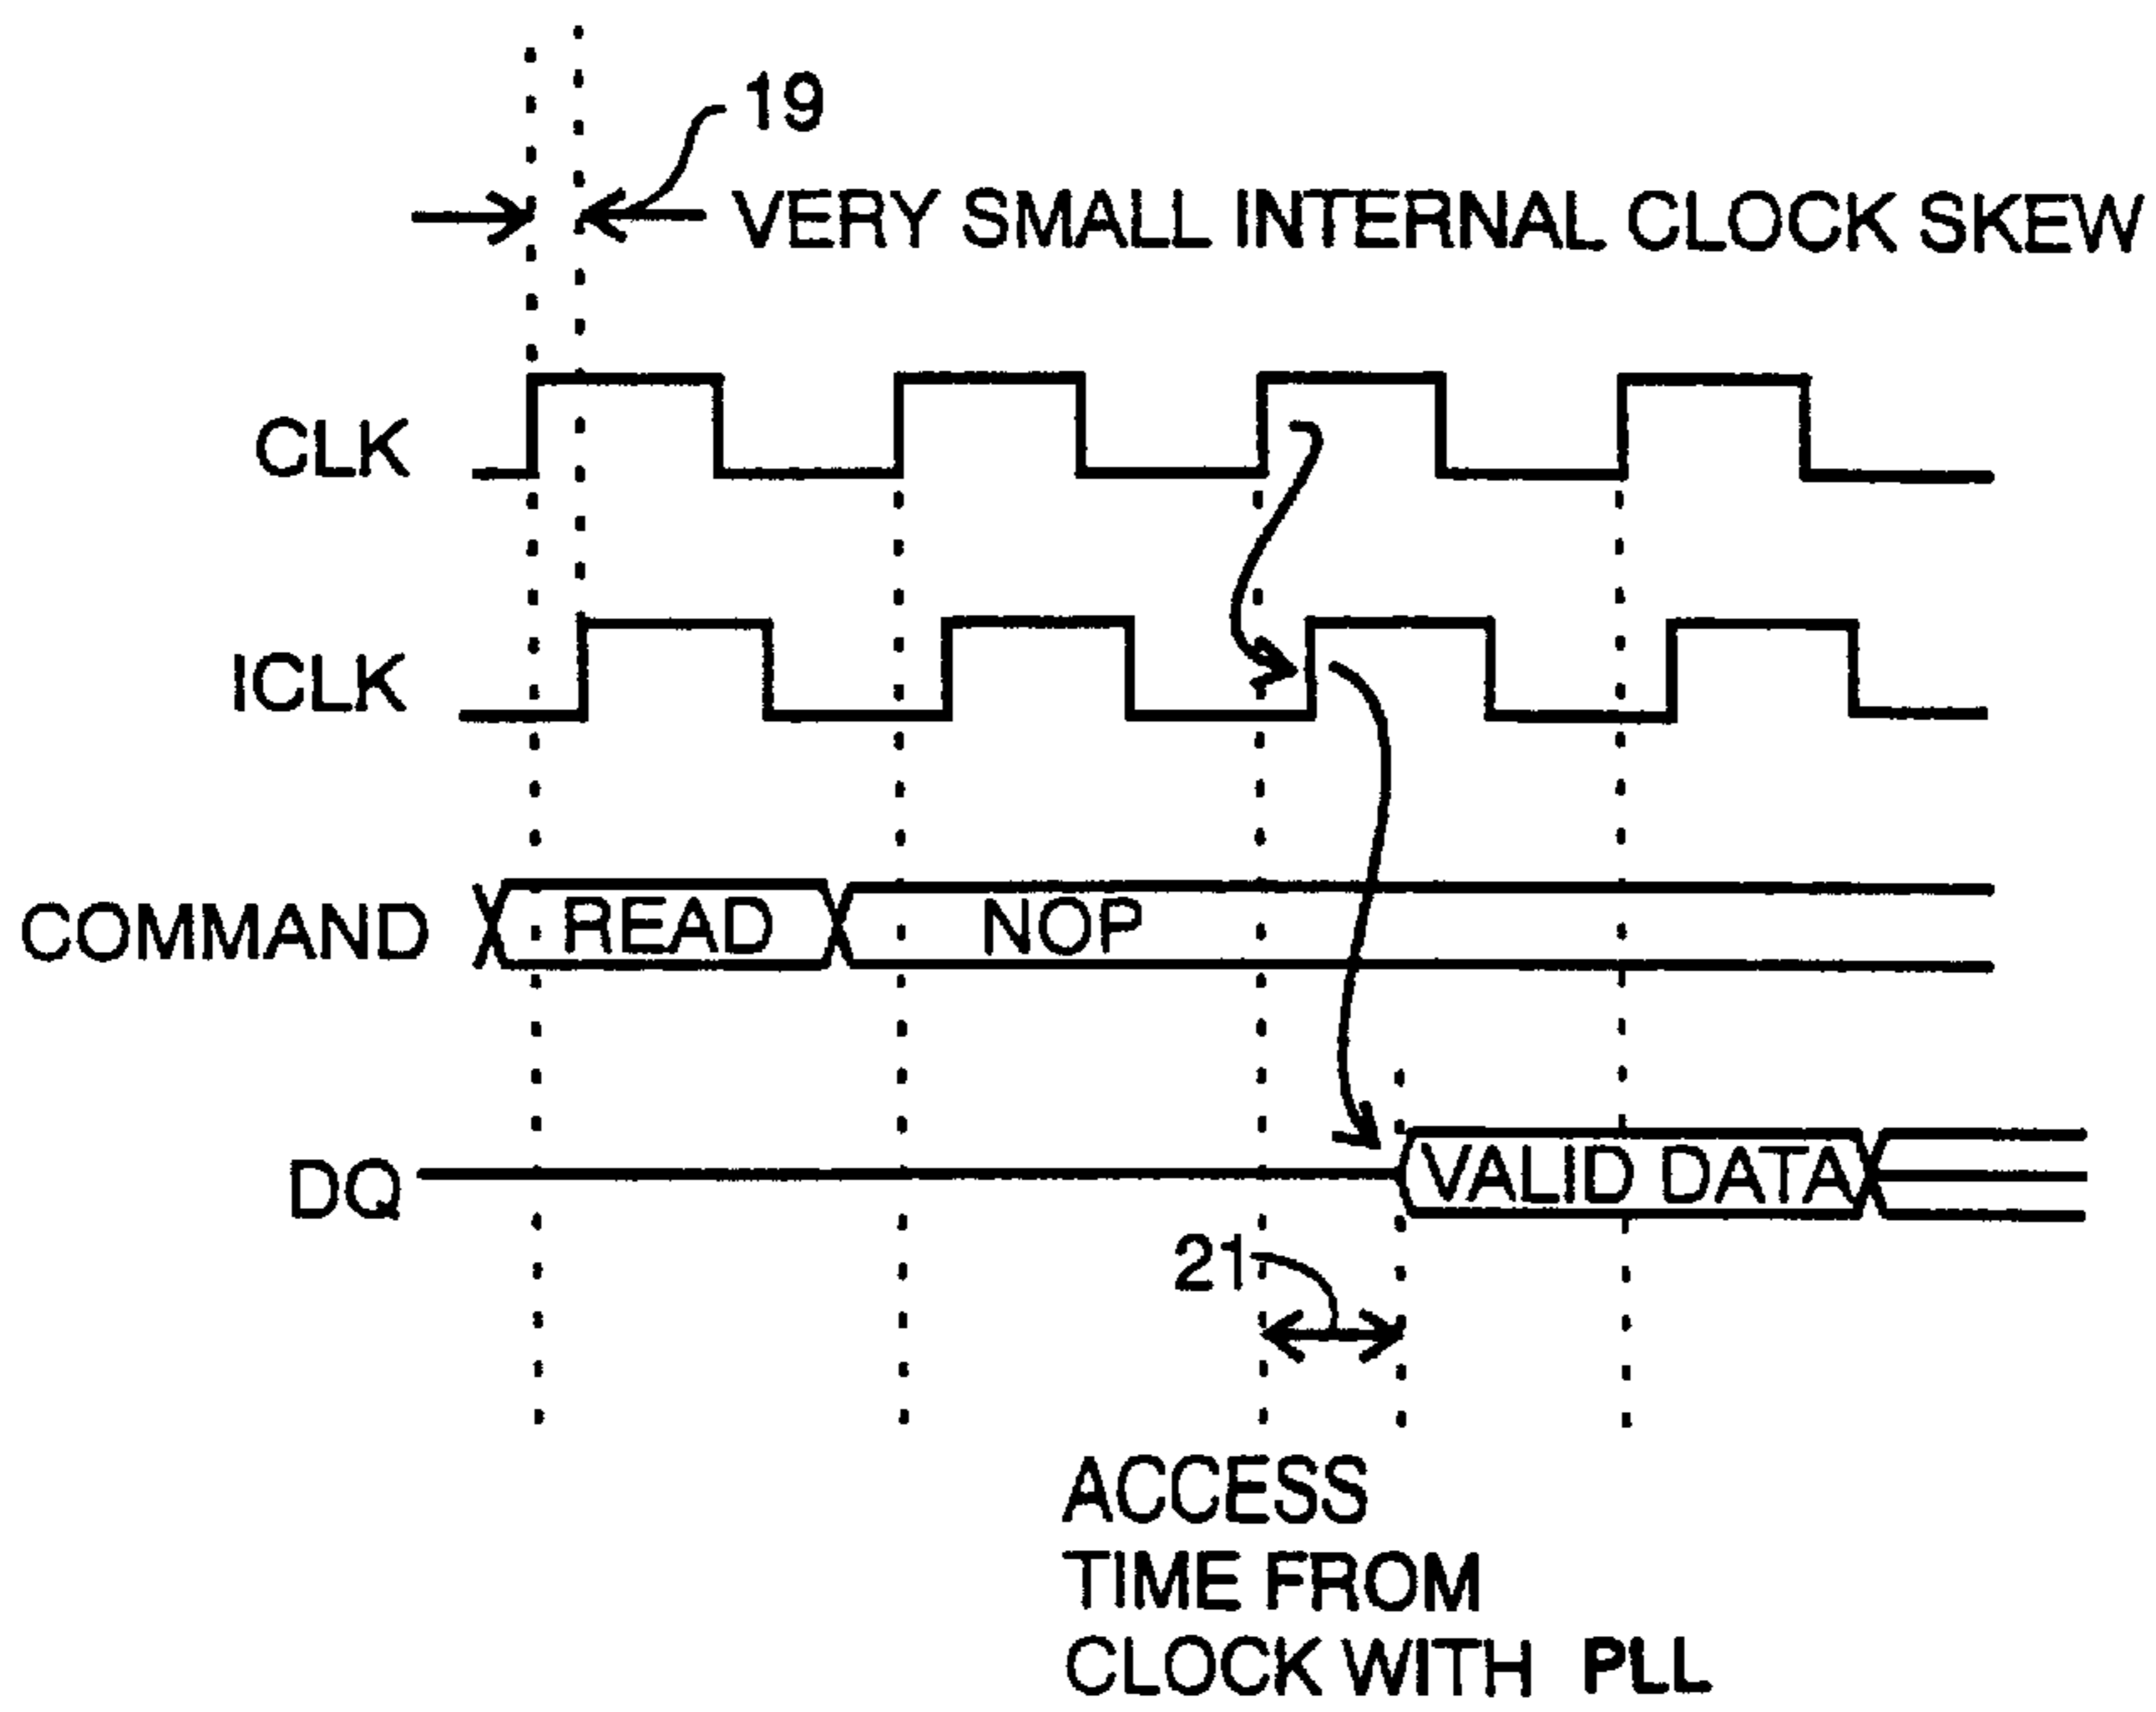 19
VERY SMALL INTERNAL CLOCK SKEW
CLK
ICLK
COMMAND READ NOP
DQ VALID DATA
21
ACCESS
TIME FROM
CLOCK WITH PLL